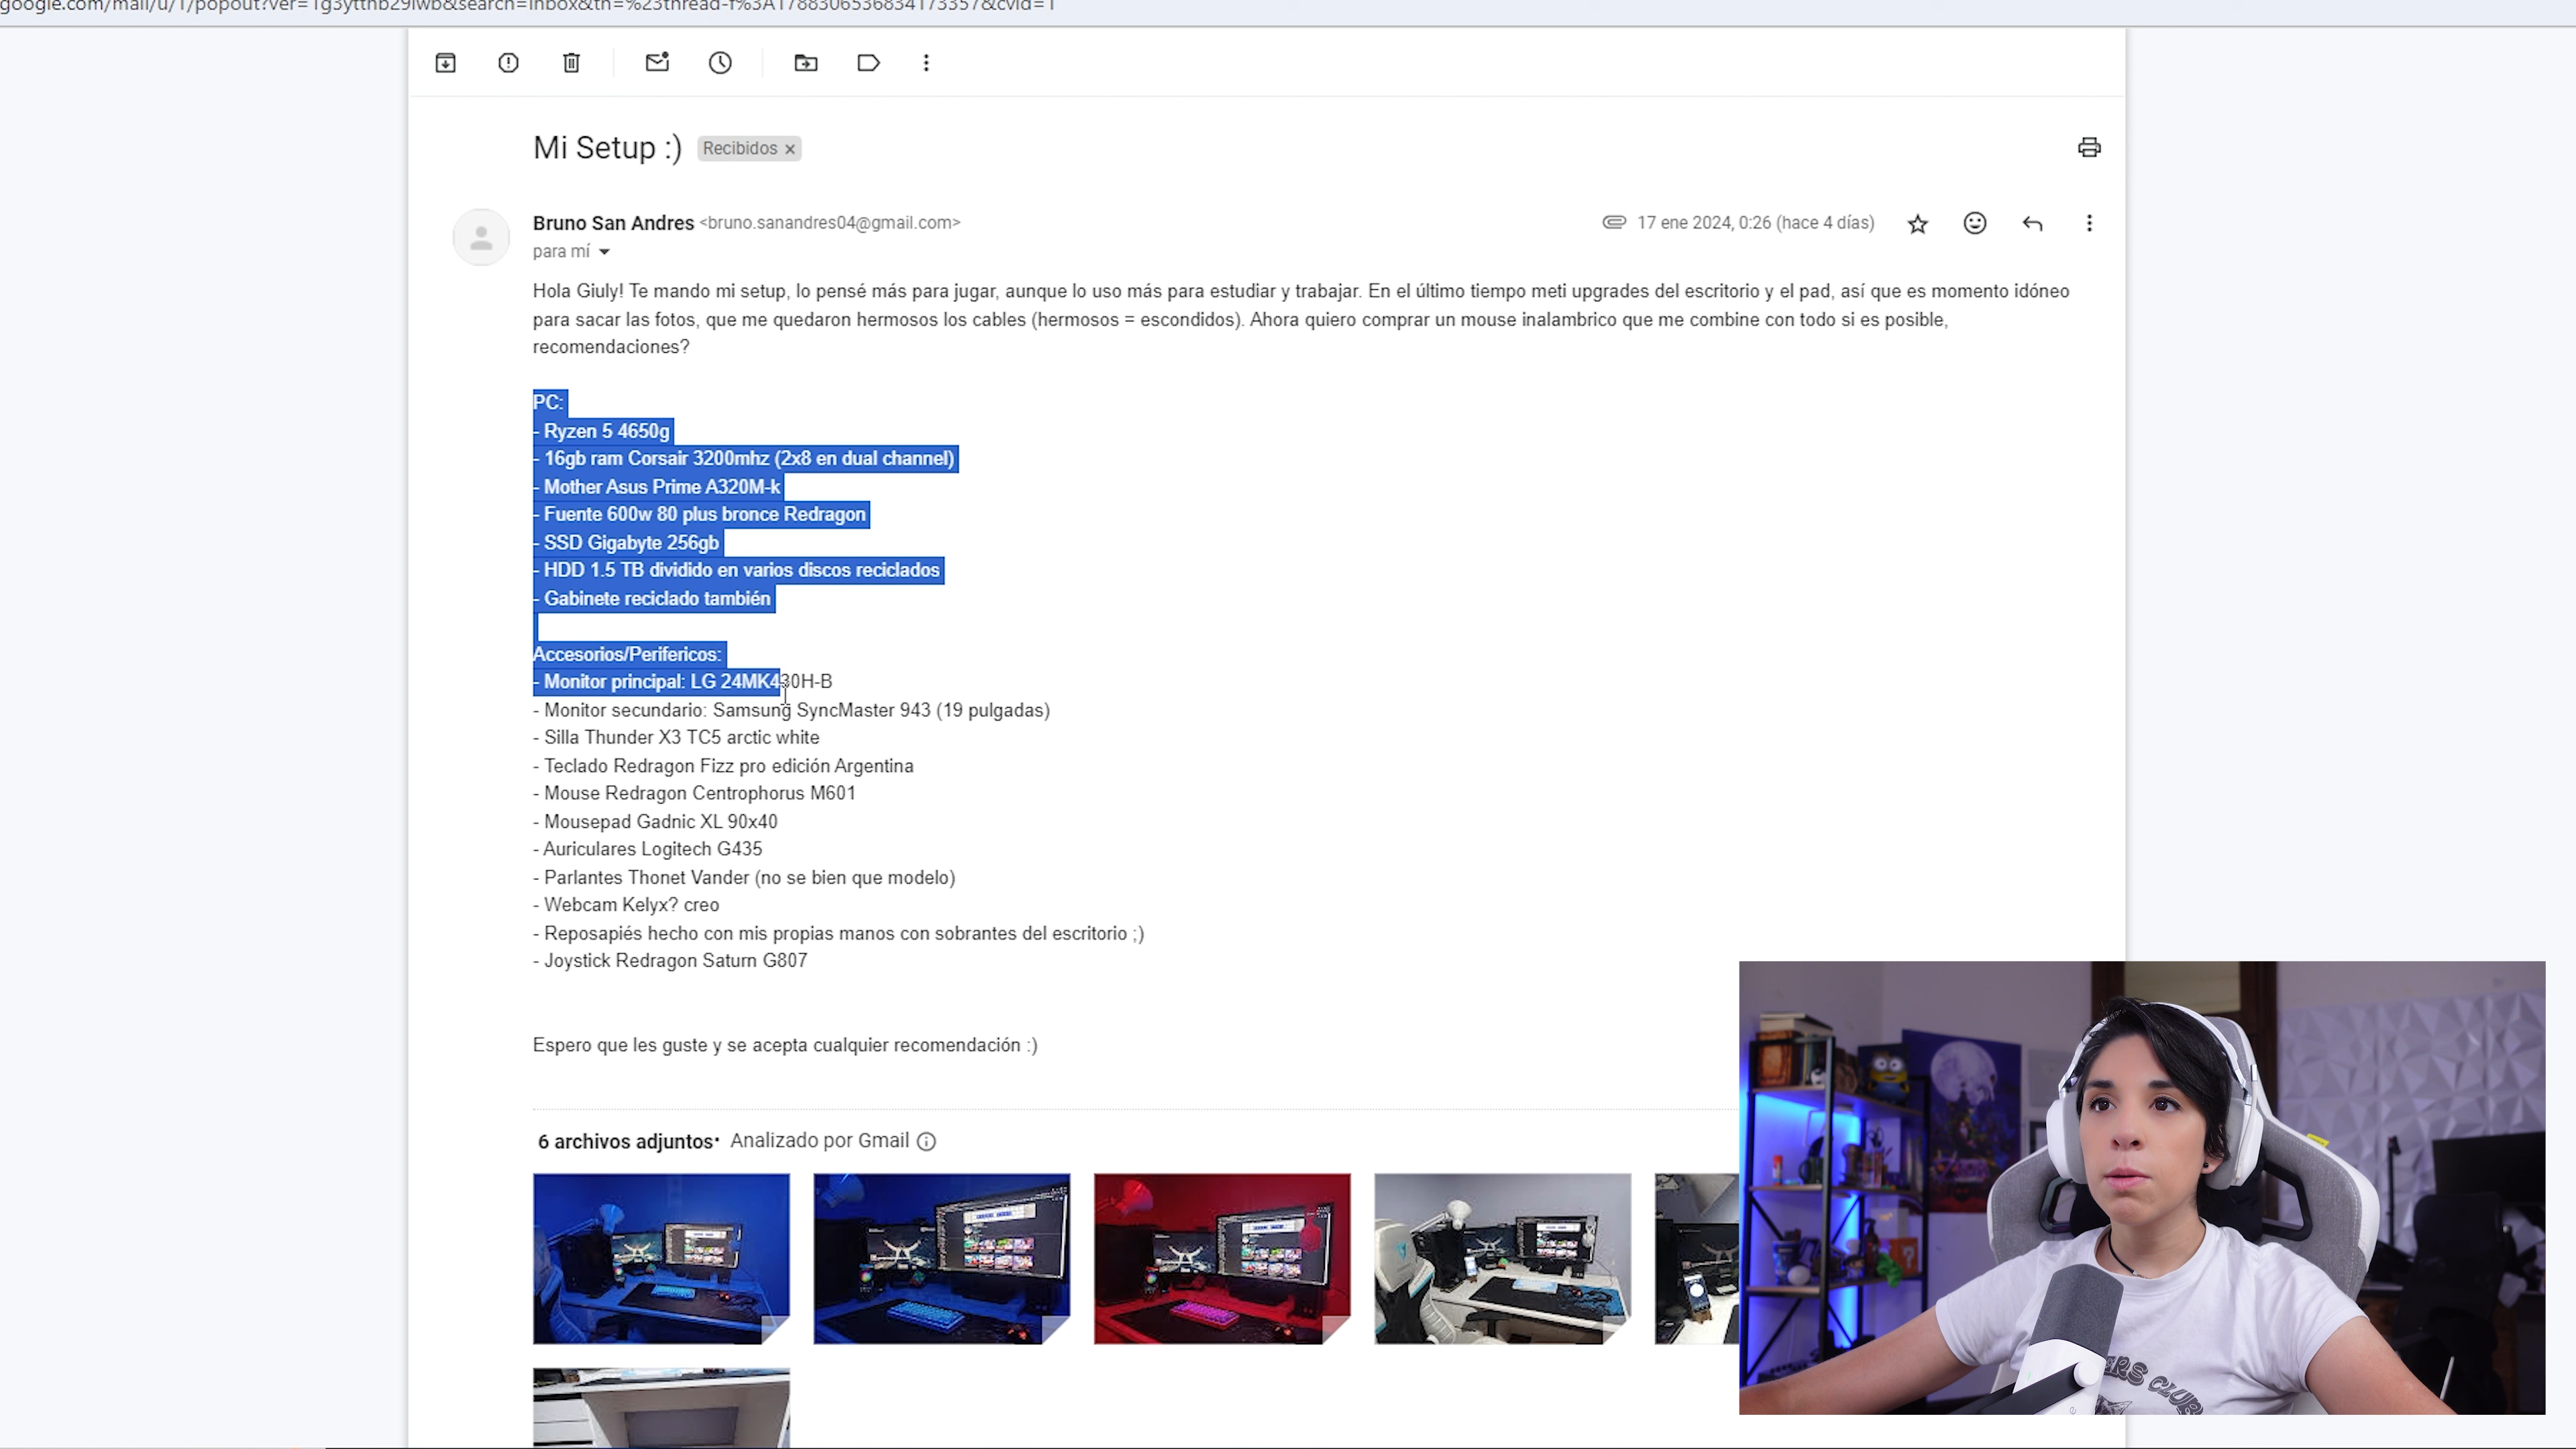 google.com/mail/u/1/popout?ver=1g3ytthb29lwb&search=inbox&th=%23thread-f%3A1788306536834173357&cvid=1
Mi Setup :) Recibidos ×
Bruno San Andres <bruno.sanandres04@gmail.com> 17 ene 2024, 0:26 (hace 4 días)
para mí
Hola Giuly! Te mando mi setup, lo pensé más para jugar, aunque lo uso más para estudiar y trabajar. En el último tiempo meti upgrades del escritorio y el pad, así que es momento idóneo
para sacar las fotos, que me quedaron hermosos los cables (hermosos = escondidos). Ahora quiero comprar un mouse inalambrico que me combine con todo si es posible,
recomendaciones?
PC:
- Ryzen 5 4650g
- 16gb ram Corsair 3200mhz (2x8 en dual channel)
- Mother Asus Prime A320M-k
- Fuente 600w 80 plus bronce Redragon
- SSD Gigabyte 256gb
- HDD 1.5 TB dividido en varios discos reciclados
- Gabinete reciclado también
Accesorios/Perifericos:
- Monitor principal: LG 24MK430H-B
- Monitor secundario: Samsung SyncMaster 943 (19 pulgadas)
- Silla Thunder X3 TC5 arctic white
- Teclado Redragon Fizz pro edición Argentina
- Mouse Redragon Centrophorus M601
- Mousepad Gadnic XL 90x40
- Auriculares Logitech G435
- Parlantes Thonet Vander (no se bien que modelo)
- Webcam Kelyx? creo
- Reposapiés hecho con mis propias manos con sobrantes del escritorio ;)
- Joystick Redragon Saturn G807
Espero que les guste y se acepta cualquier recomendación :)
6 archivos adjuntos• Analizado por Gmail
CLUB